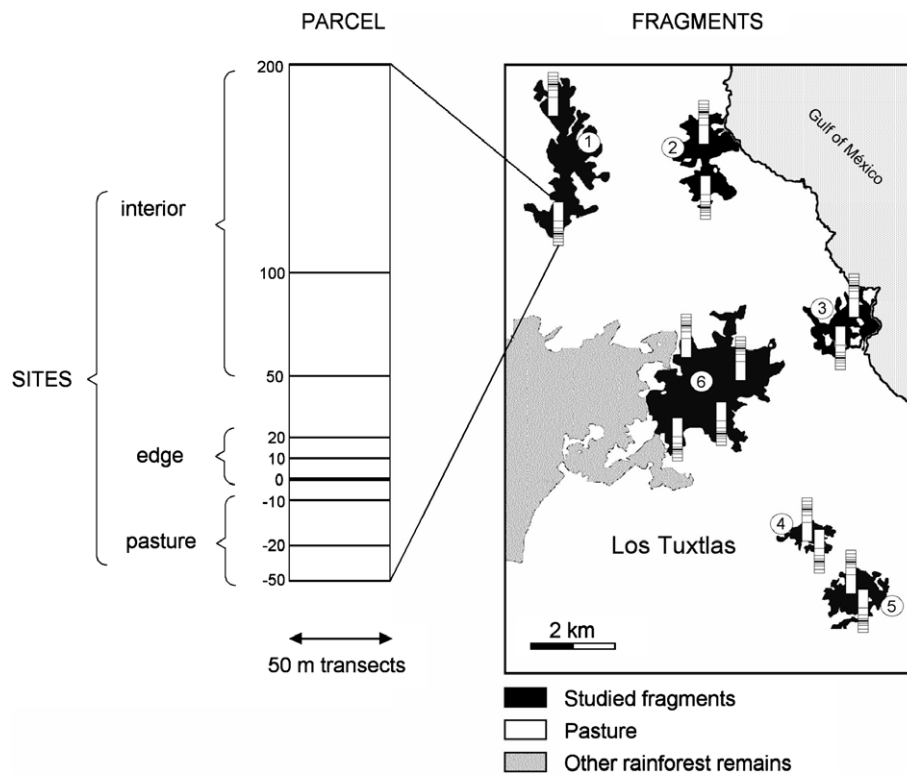 PARCEL
FRAGMENTS
200
100
50
20
10
0
-10
-20
-50
interior
edge
pasture
SITES
50 m transects
1
2
3
6
4
5
Gulf of México
Los Tuxtlas
2 km
Studied fragments
Pasture
Other rainforest remains